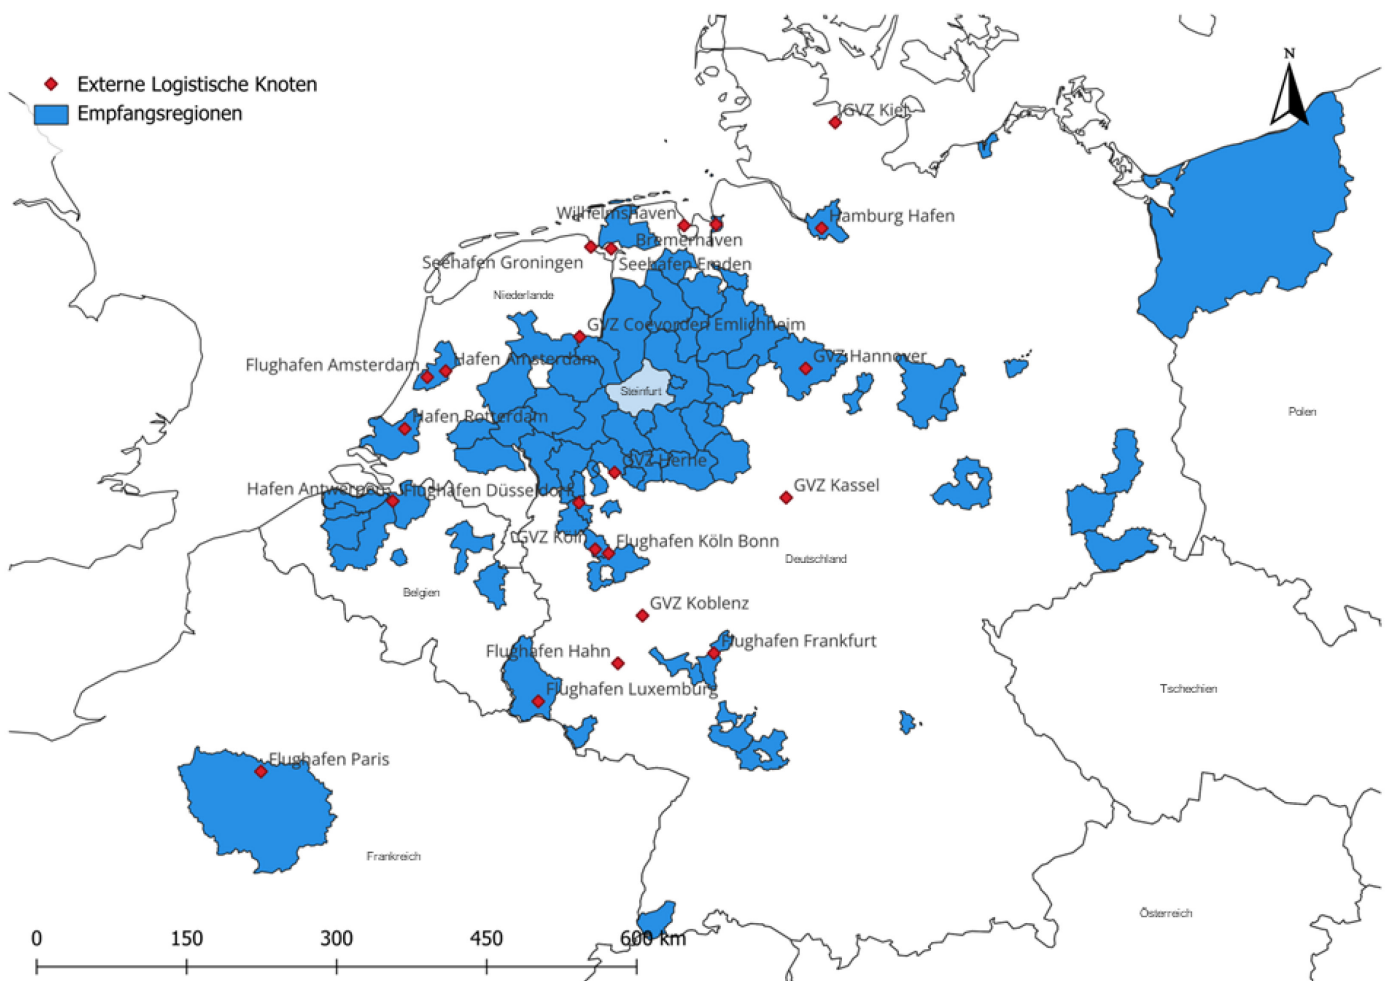 N
Externe Logistische Knoten
Empfangsregionen
GVZ Kiel
Wilhelmshaven
Hamburg Hafen
Bremerhaven
Seehafen Groningen
Seehafen Emden
Niederlande
GVZ Coevorden Emlichheim
Flughafen Amsterdam
Hafen Amsterdam
GVZ Hannover
Steinfurt
Hafen Rotterdam
Polen
GVZ Herne
Hafen Antwerpen
Flughafen Düsseldorf
GVZ Kassel
GVZ Köln
Flughafen Köln Bonn
Deutschland
Belgien
GVZ Koblenz
Flughafen Hahn
Flughafen Frankfurt
Flughafen Luxemburg
Tschechien
Flughafen Paris
Frankreich
Österreich
0 150 300 450 600 km